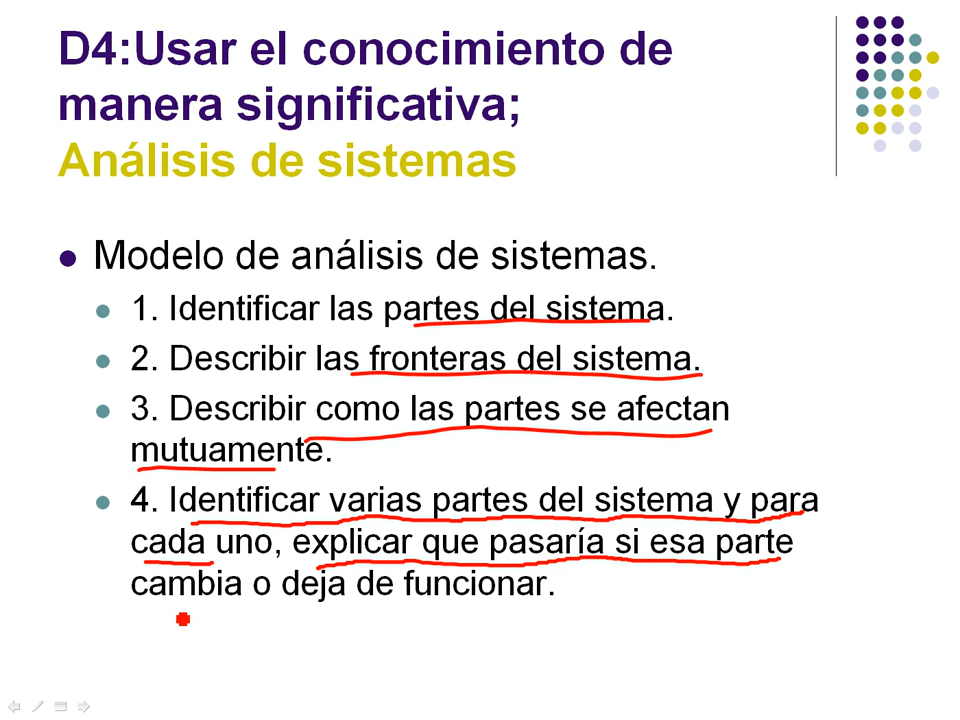 D4:Usar el conocimiento de
manera significativa;
Análisis de sistemas
Modelo de análisis de sistemas.
1. Identificar las partes del sistema.
2. Describir las fronteras del sistema.
3. Describir como las partes se afectan
mutuamente.
4. Identificar varias partes del sistema y para
cada uno, explicar que pasaría si esa parte
cambia o deja de funcionar.